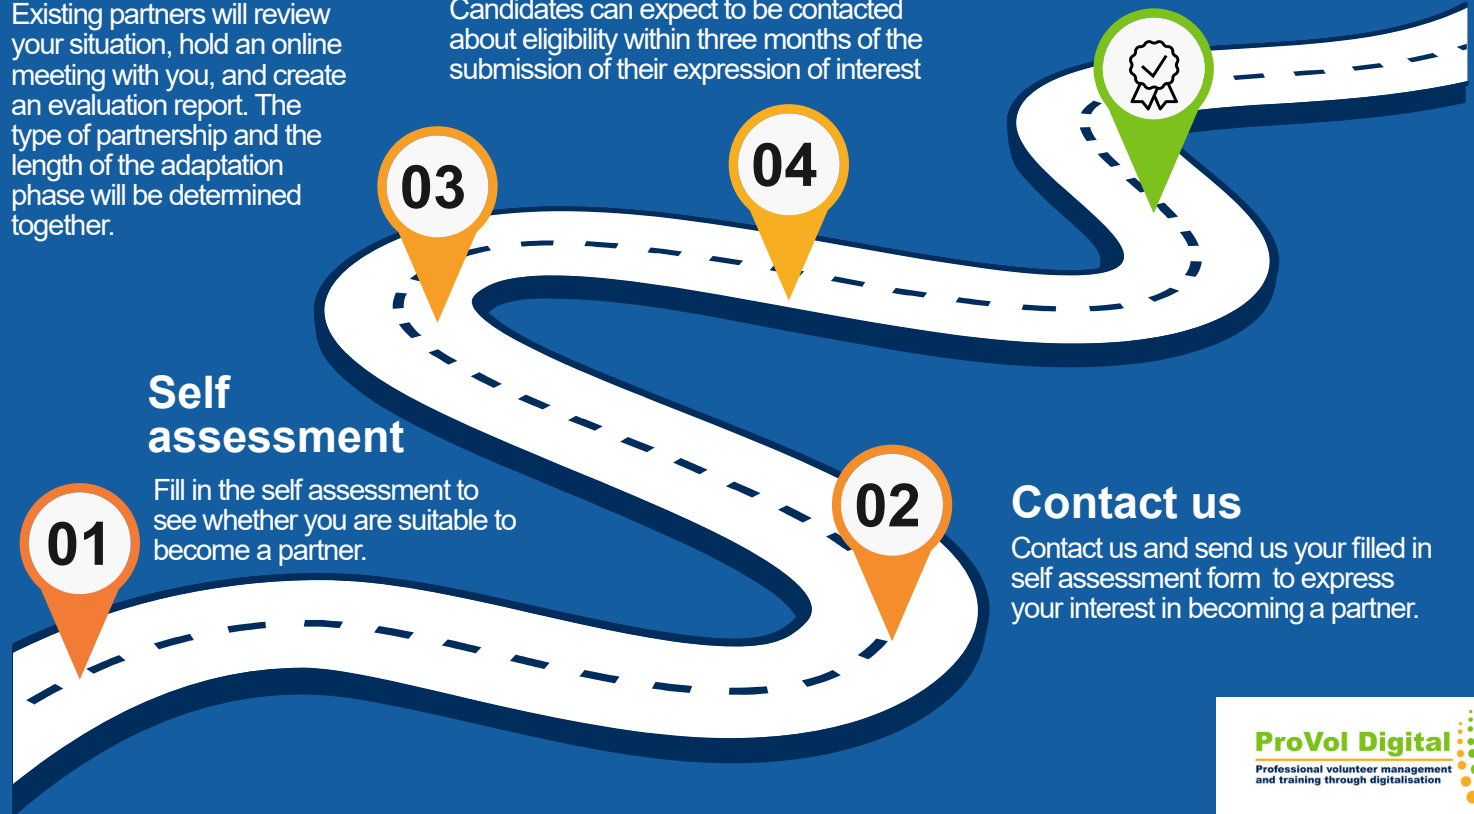 Existing partners will review
your situation, hold an online
meeting with you, and create
an evaluation report. The
type of partnership and the
length of the adaptation
phase will be determined
together.
Candidates can expect to be contacted
about eligibility within three months of the
submission of their expression of interest
03
04
Self
assessment
Fill in the self assessment to
see whether you are suitable to
become a partner.
01
02
Contact us
Contact us and send us your filled in
self assessment form to express
your interest in becoming a partner.
ProVol Digital
Professional volunteer management
and training through digitalisation